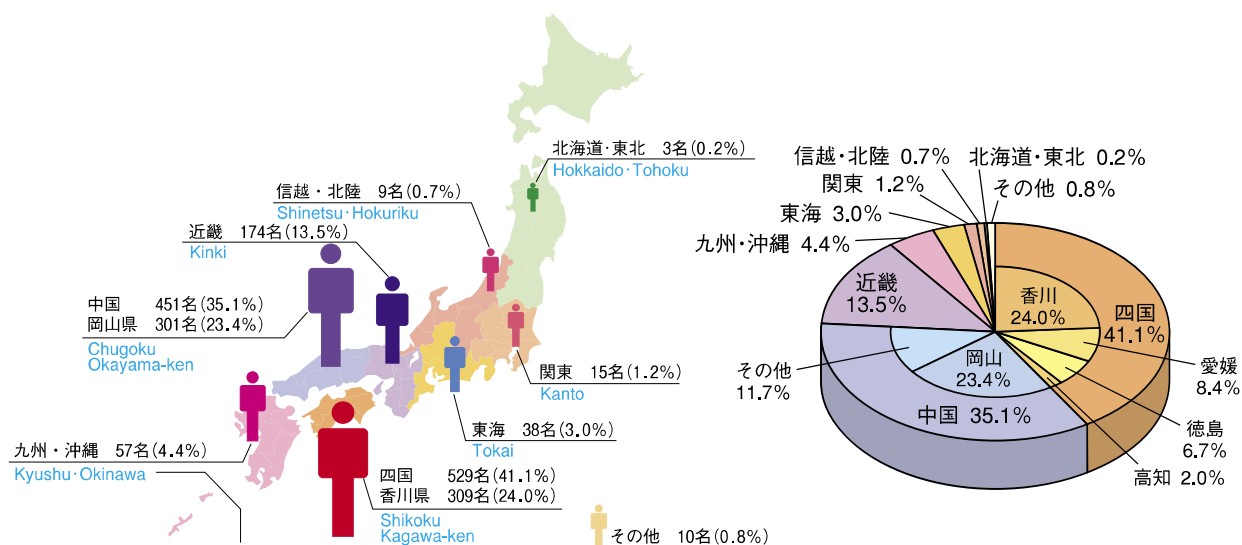 北海道・東北 3名(0.2%)
Hokkaido・Tohoku
信越・北陸 9名(0.7%)
Shinetsu・Hokuriku
近畿 174名(13.5%)
Kinki
中国 451名(35.1%)
岡山県 301名(23.4%)
Chugoku
Okayama-ken
関東 15名(1.2%)
Kanto
東海 38名(3.0%)
Tokai
九州・沖縄 57名(4.4%)
Kyushu・Okinawa
四国 529名(41.1%)
香川県 309名(24.0%)
Shikoku
Kagawa-ken
その他 10名(0.8%)
信越・北陸 0.7%
北海道・東北 0.2%
関東 1.2%
その他 0.8%
東海 3.0%
九州・沖縄 4.4%
近畿
13.5%
香川
24.0%
四国
41.1%
その他
11.7%
岡山
23.4%
愛媛
8.4%
中国 35.1%
徳島
6.7%
高知 2.0%